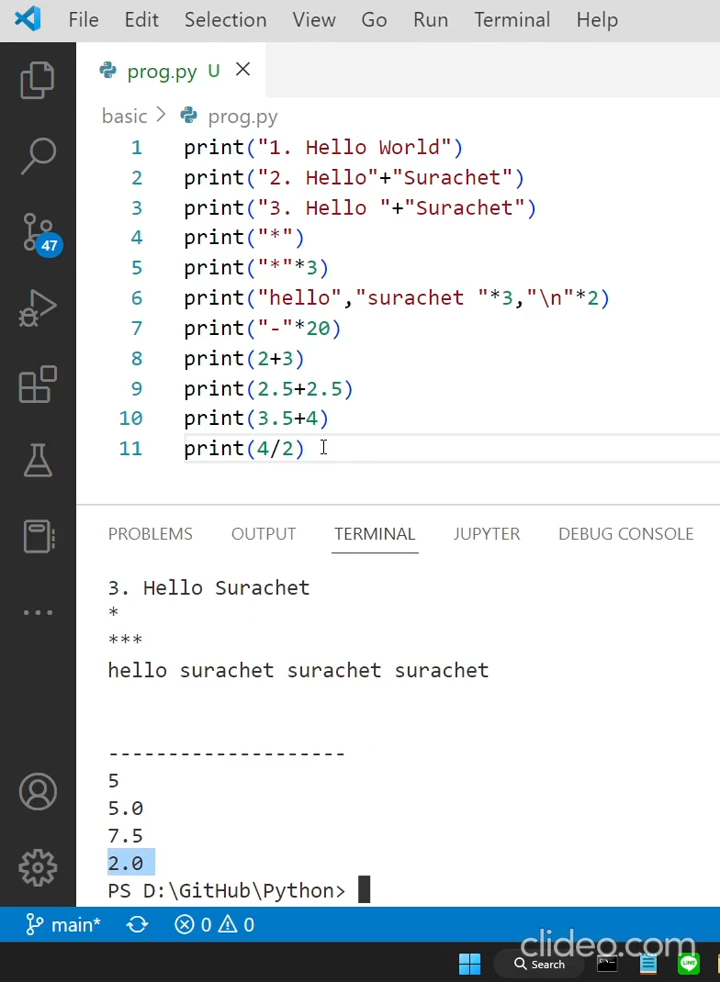 File Edit Selection View Go Run Terminal Help
prog.py U
basic > prog.py
1 print("1. Hello World")
2 print("2. Hello"+"Surachet")
3 print("3. Hello "+"Surachet")
4 print("*")
5 print("*"*3)
6 print("hello","surachet "*3,"\n"*2)
7 print("-"*20)
8 print(2+3)
9 print(2.5+2.5)
10 print(3.5+4)
11 print(4/2)
47
PROBLEMS OUTPUT TERMINAL JUPYTER DEBUG CONSOLE
3. Hello Surachet
*
***
hello surachet surachet surachet
--------------------
5
5.0
7.5
2.0
PS D:\GitHub\Python>
main* 0 0
clideo.com
Search
LINE